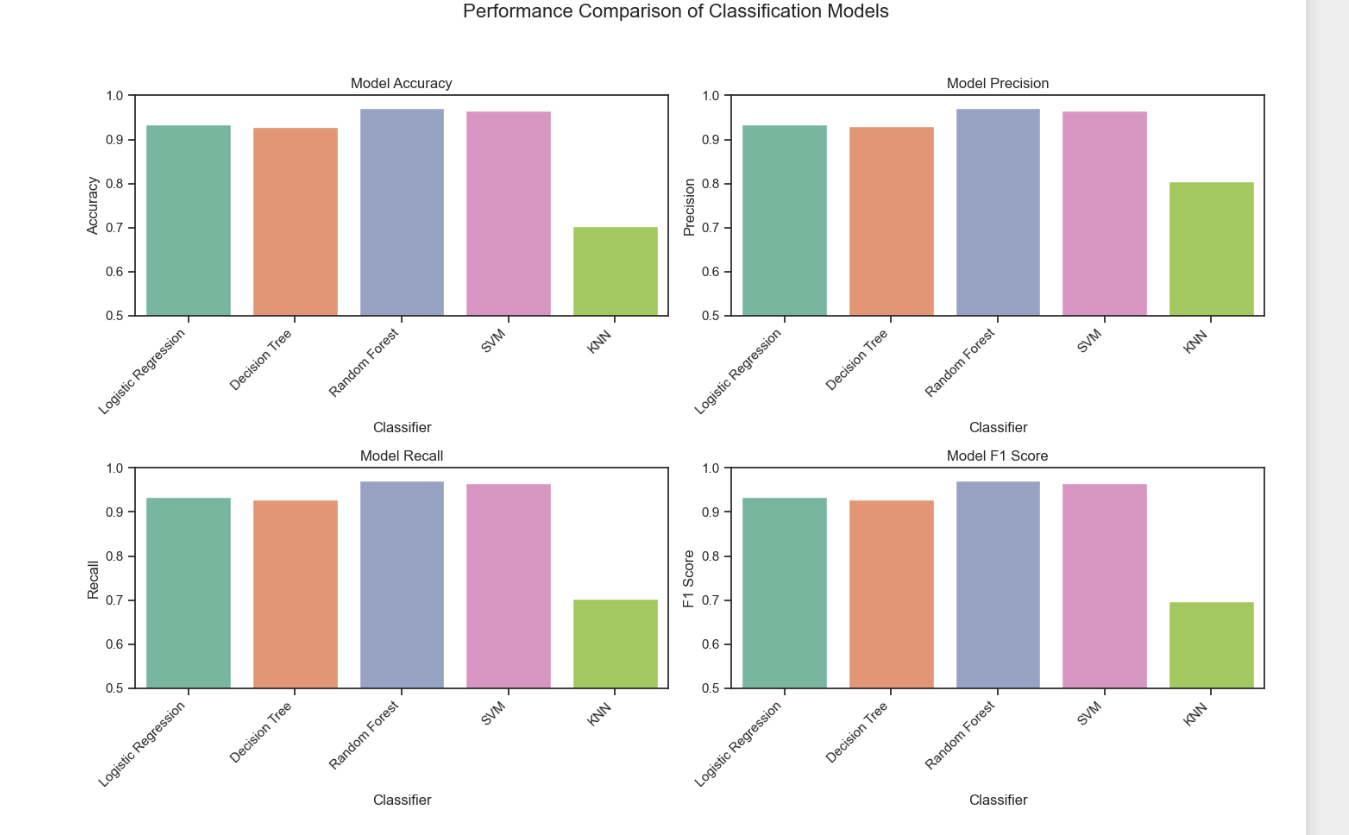 Performance Comparison of Classification Models
Model Accuracy
1.0
0.9
0.8
0.7
0.6
0.5
Accuracy
Logistic Regression
Decision Tree
Random Forest
SVM
KNN
Classifier
Model Precision
1.0
0.9
0.8
0.7
0.6
0.5
Precision
Logistic Regression
Decision Tree
Random Forest
SVM
KNN
Classifier
Model Recall
1.0
0.9
0.8
0.7
0.6
0.5
Recall
Logistic Regression
Decision Tree
Random Forest
SVM
KNN
Classifier
Model F1 Score
1.0
0.9
0.8
0.7
0.6
0.5
F1 Score
Logistic Regression
Decision Tree
Random Forest
SVM
KNN
Classifier